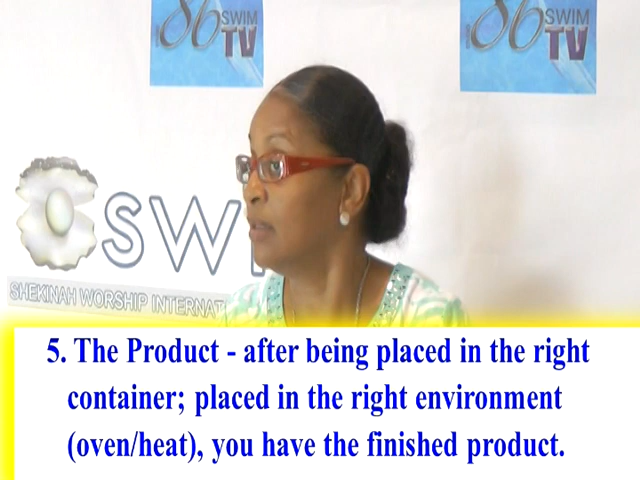 86 SWIM
TV
86 SWIM
TV
SWI
SHEKINAH WORSHIP INTERNAT
5. The Product - after being placed in the right
container; placed in the right environment
(oven/heat), you have the finished product.